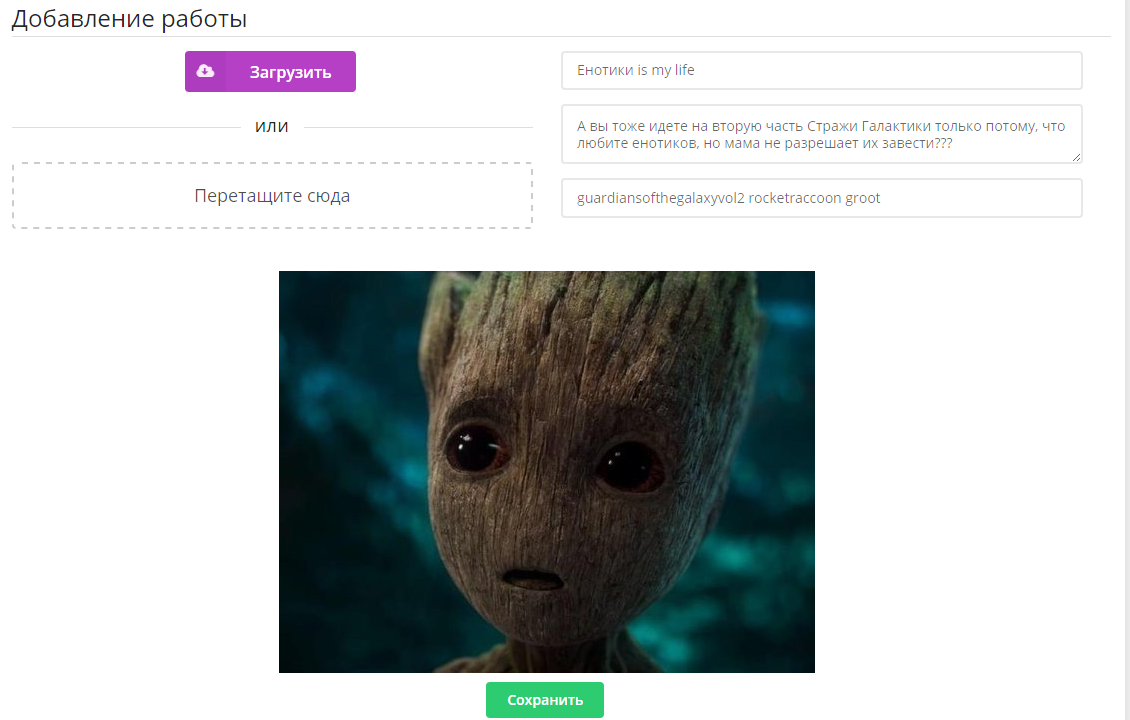 Добавление работы
Загрузить
или
Перетащите сюда
Енотики is my life
А вы тоже идете на вторую часть Стражи Галактики только потому, что
любите енотиков, но мама не разрешает их завести???
guardiansofthegalaxyvol2 rocketraccoon groot
Сохранить